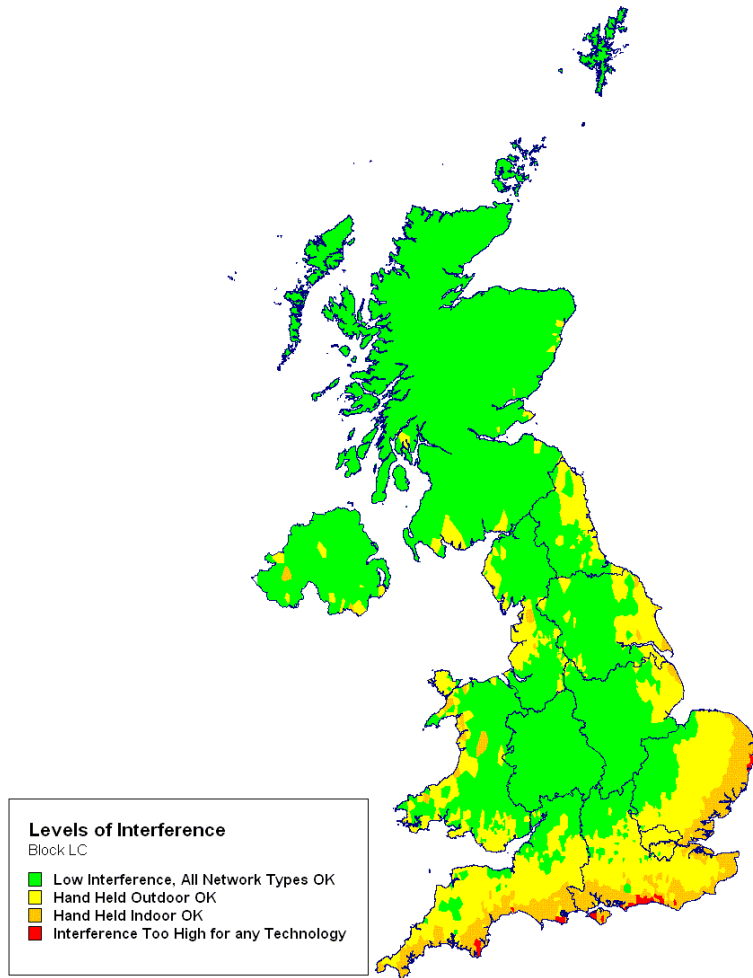 Levels of Interference
Block LC
Low Interference, All Network Types OK
Hand Held Outdoor OK
Hand Held Indoor OK
Interference Too High for any Technology